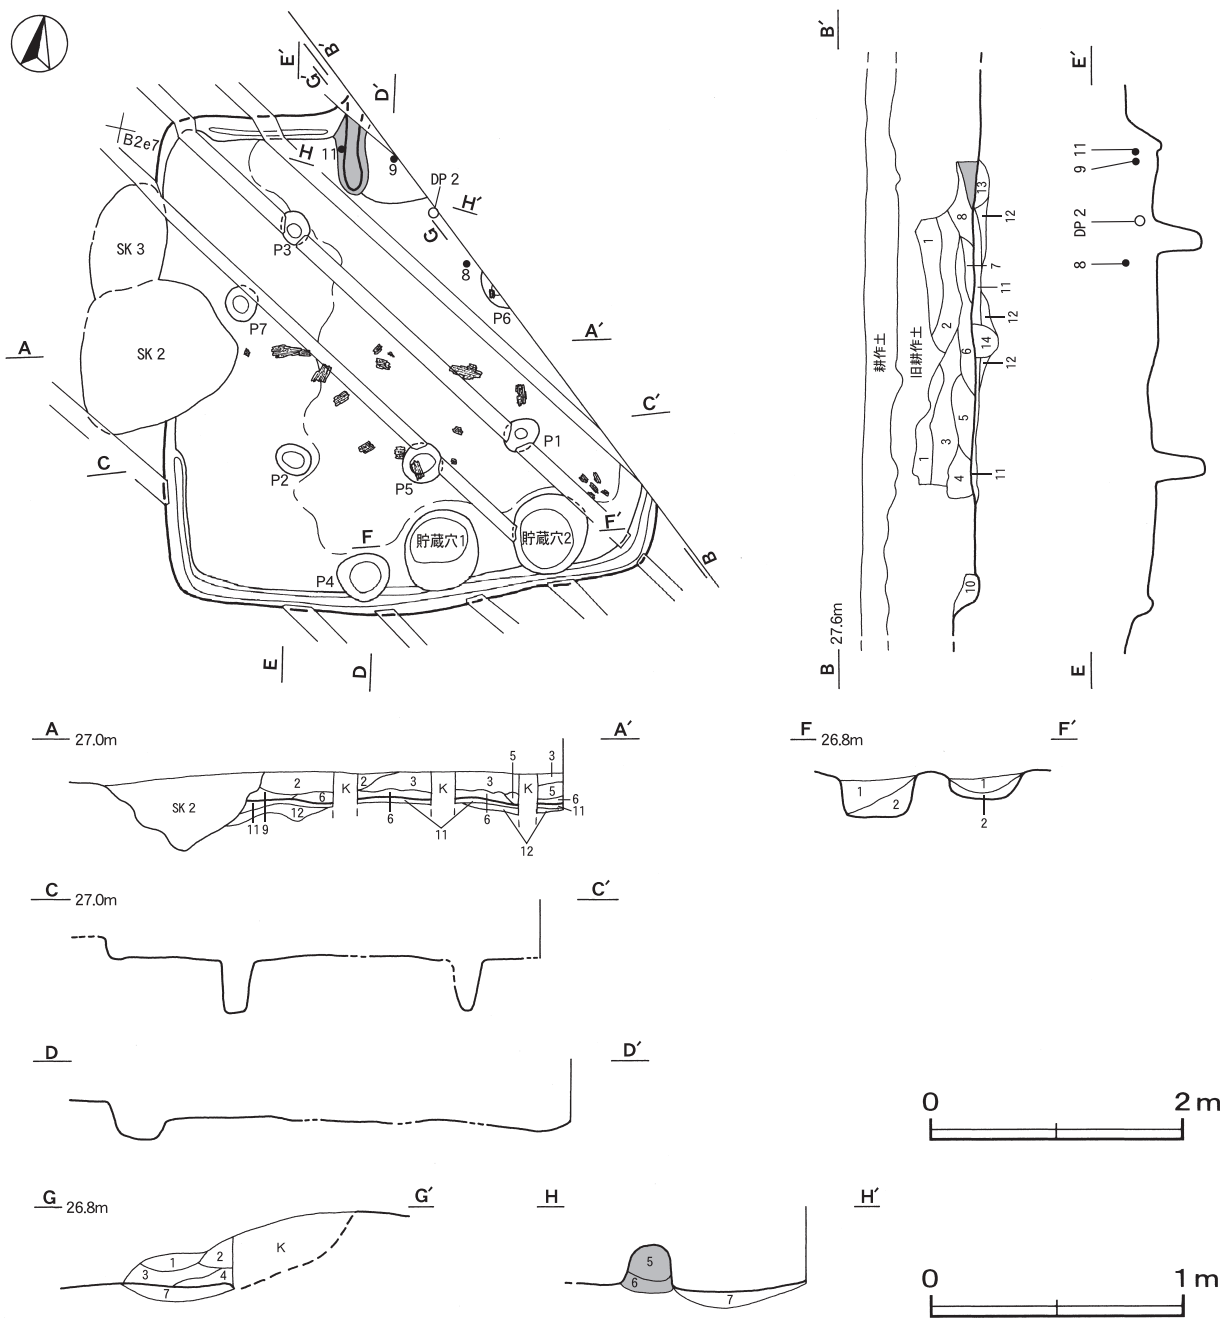 B2e7
SK 3
SK 2
P3
P7
P2
P5
P1
P4
P6
貯蔵穴1
貯蔵穴2
11
9
DP 2
8
A
A′
B
B′
C
C′
D
D′
E
E′
F
F′
G
G′
H
H′
B′
耕作土
旧耕作土
1
2
1
3
8
7
6
5
4
13
12
11
12
14
12
11
10
B
27.6m
E′
11
9
DP 2
8
E
A
27.0m
A′
SK 2
2
6
11
9
12
K
2
3
6
K
11
3
6
5
K
12
3
5
6
11
F
26.8m
F′
1
2
1
2
C
27.0m
C′
D
D′
G
26.8m
G′
1
2
3
4
7
K
H
H′
5
6
7
0
2 m
0
1 m